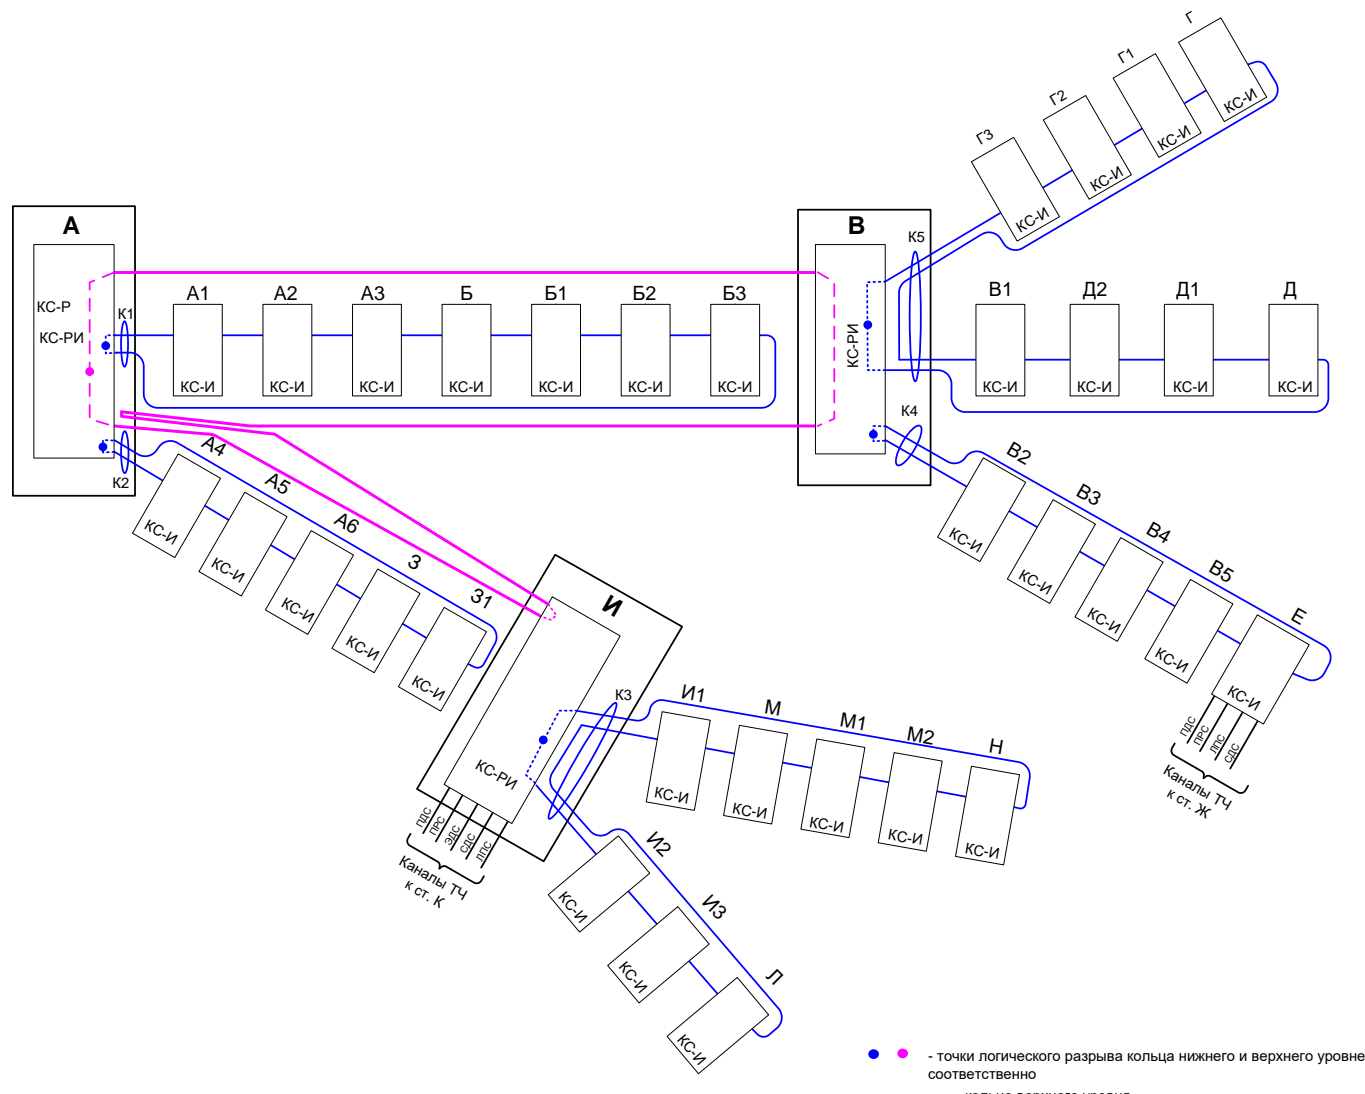 Г
Г1
Г2
Г3
КС-И
КС-И
КС-И
КС-И
А
В
К5
КС-Р
КС-РИ
К1
А1
А2
А3
Б
Б1
Б2
Б3
КС-И
КС-И
КС-И
КС-И
КС-И
КС-И
КС-И
КС-РИ
В1
Д2
Д1
Д
КС-И
КС-И
КС-И
КС-И
К4
К2
А4
А5
А6
З
З1
КС-И
КС-И
КС-И
КС-И
КС-И
В2
В3
В4
В5
Е
КС-И
КС-И
КС-И
КС-И
КС-И
ПДС
ПРС
ЛПС
СДС
Каналы ТЧ
к ст. Ж
И
К3
КС-РИ
ПДС
ПРС
ЭДС
СДС
ЛПС
Каналы ТЧ
к ст. К
И1
М
М1
М2
Н
КС-И
КС-И
КС-И
КС-И
КС-И
И2
И3
Л
КС-И
КС-И
КС-И
- точки логического разрыва кольца нижнего и верхнего уровне
соответственно